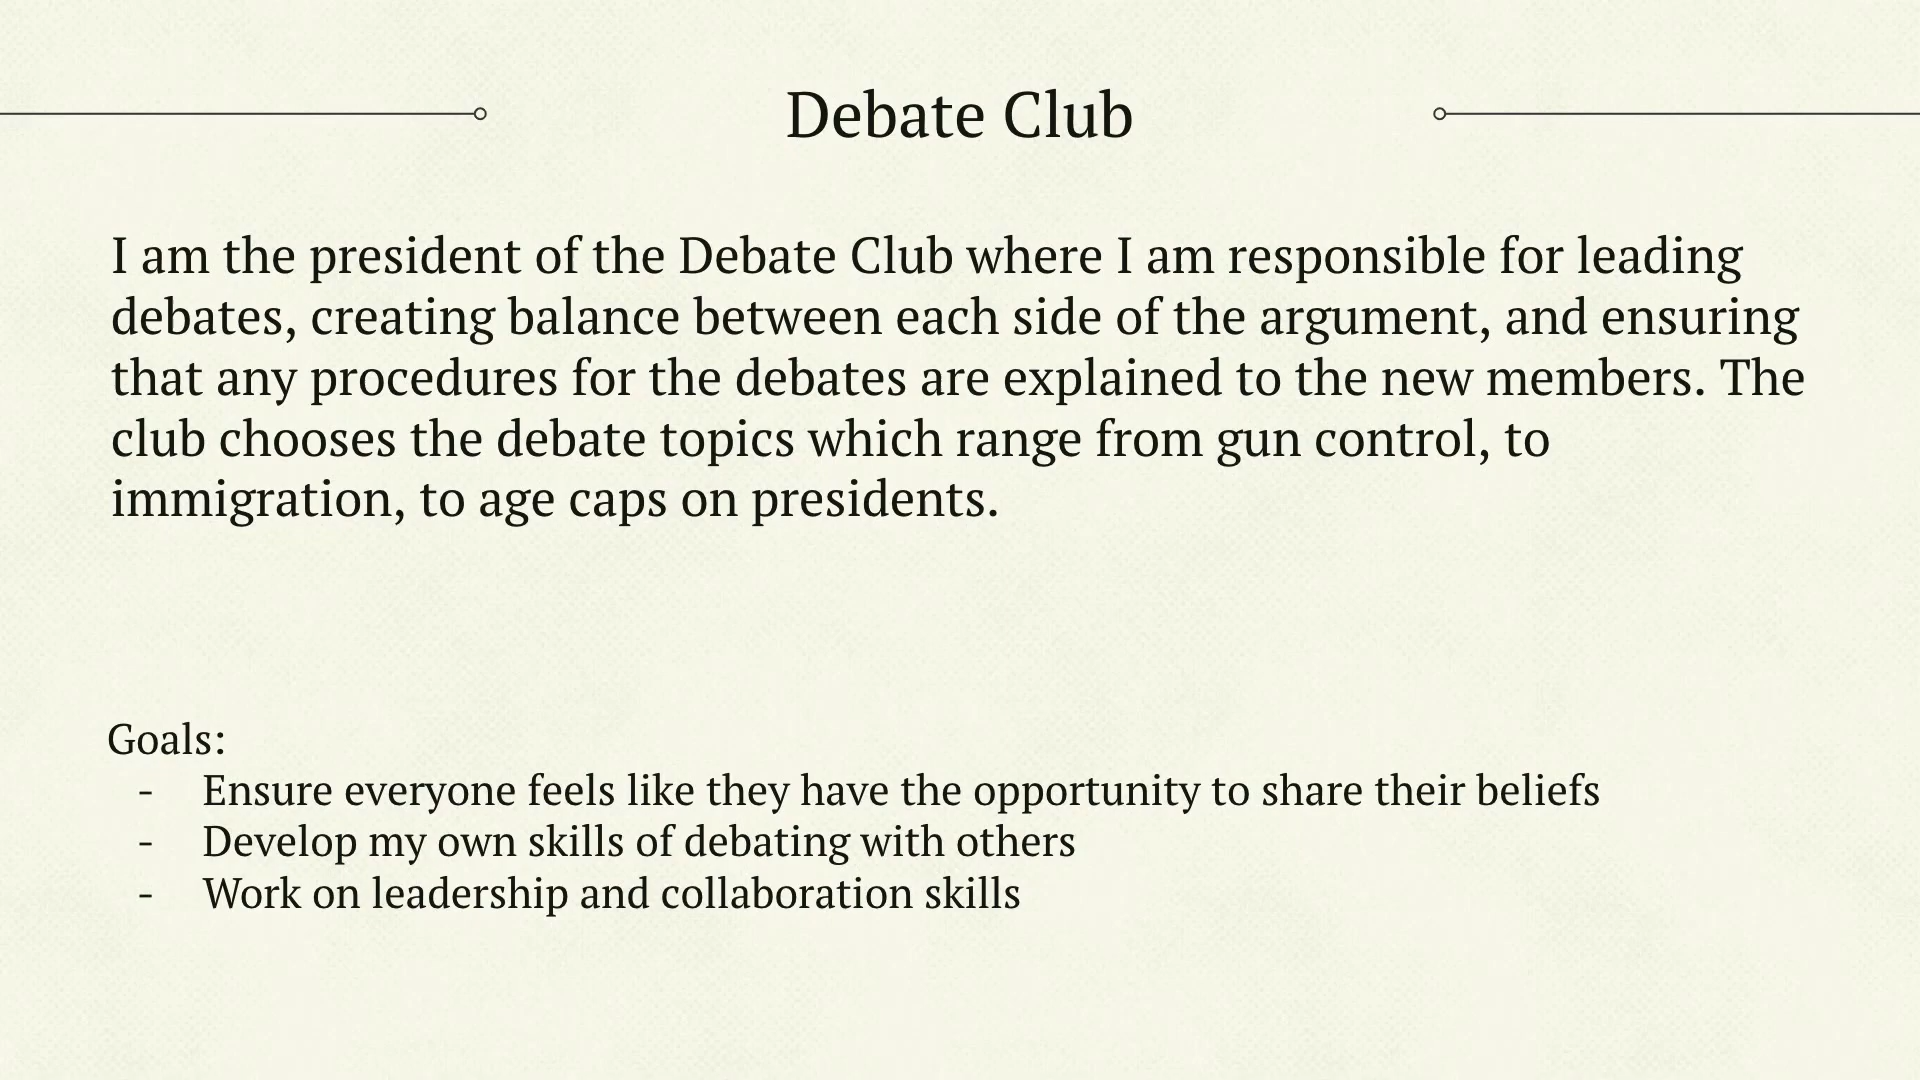 Debate Club
I am the president of the Debate Club where I am responsible for leading
debates, creating balance between each side of the argument, and ensuring
that any procedures for the debates are explained to the new members. The
club chooses the debate topics which range from gun control, to
immigration, to age caps on presidents.
Goals:
- Ensure everyone feels like they have the opportunity to share their beliefs
- Develop my own skills of debating with others
- Work on leadership and collaboration skills